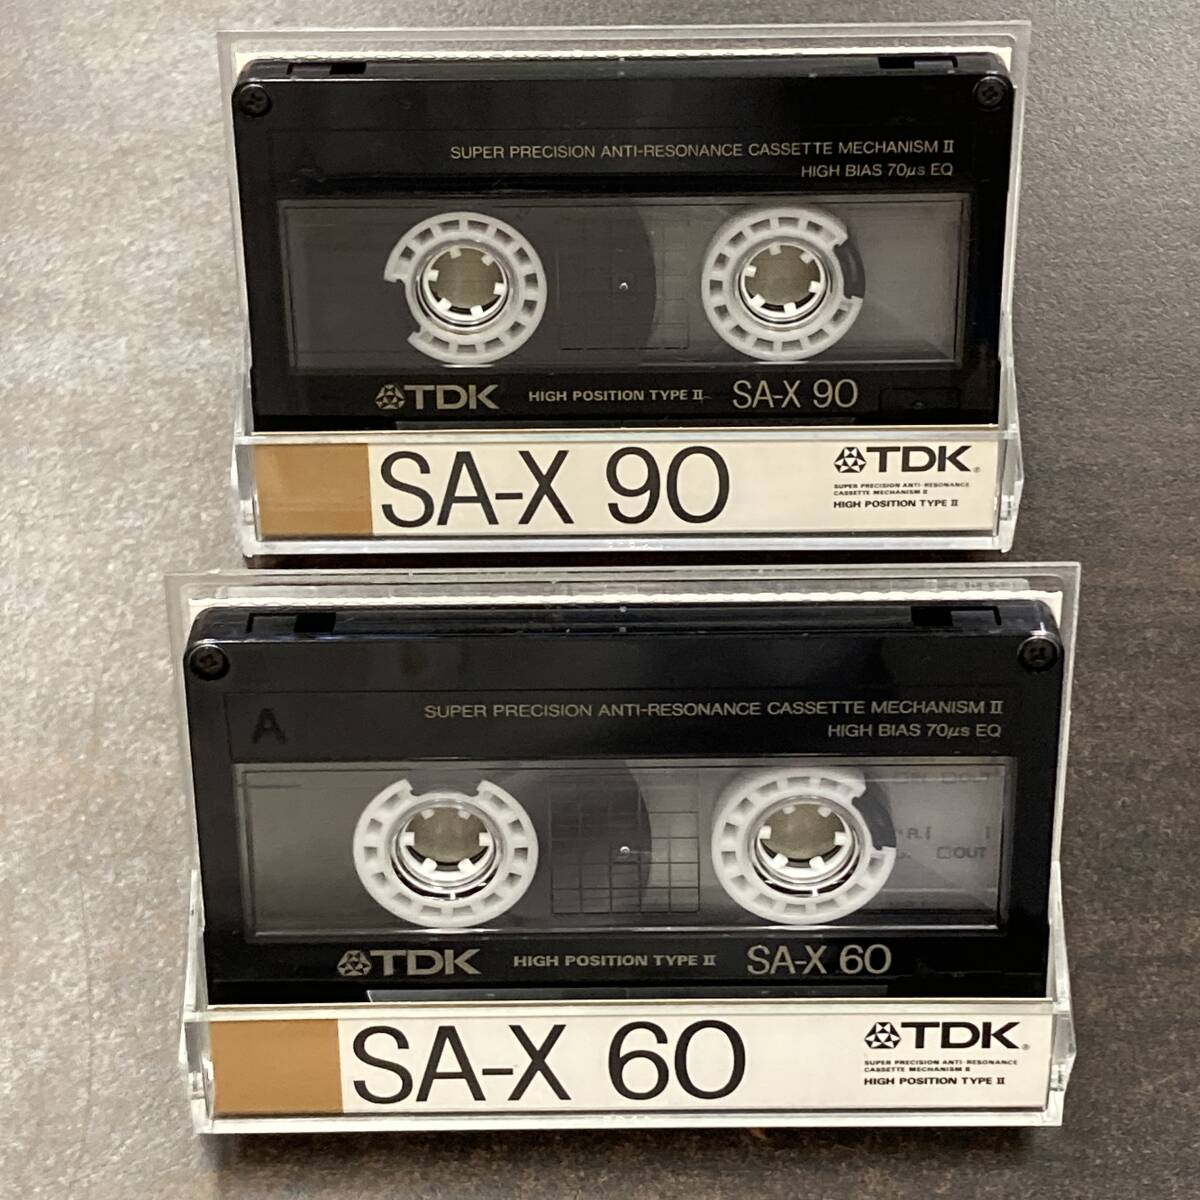 SUPER PRECISION ANTI-RESONANCE CASSETTE MECHANISM II
HIGH BIAS 70µs EQ
TDK HIGH POSITION TYPE II SA-X 90
SA-X 90
TDK
SUPER PRECISION ANTI-RESONANCE
CASSETTE MECHANISM II
HIGH POSITION TYPE II
A
SUPER PRECISION ANTI-RESONANCE CASSETTE MECHANISM II
HIGH BIAS 70µs EQ
OUT
TDK HIGH POSITION TYPE II SA-X 60
SA-X 60
TDK
SUPER PRECISION ANTI-RESONANCE
CASSETTE MECHANISM II
HIGH POSITION TYPE II